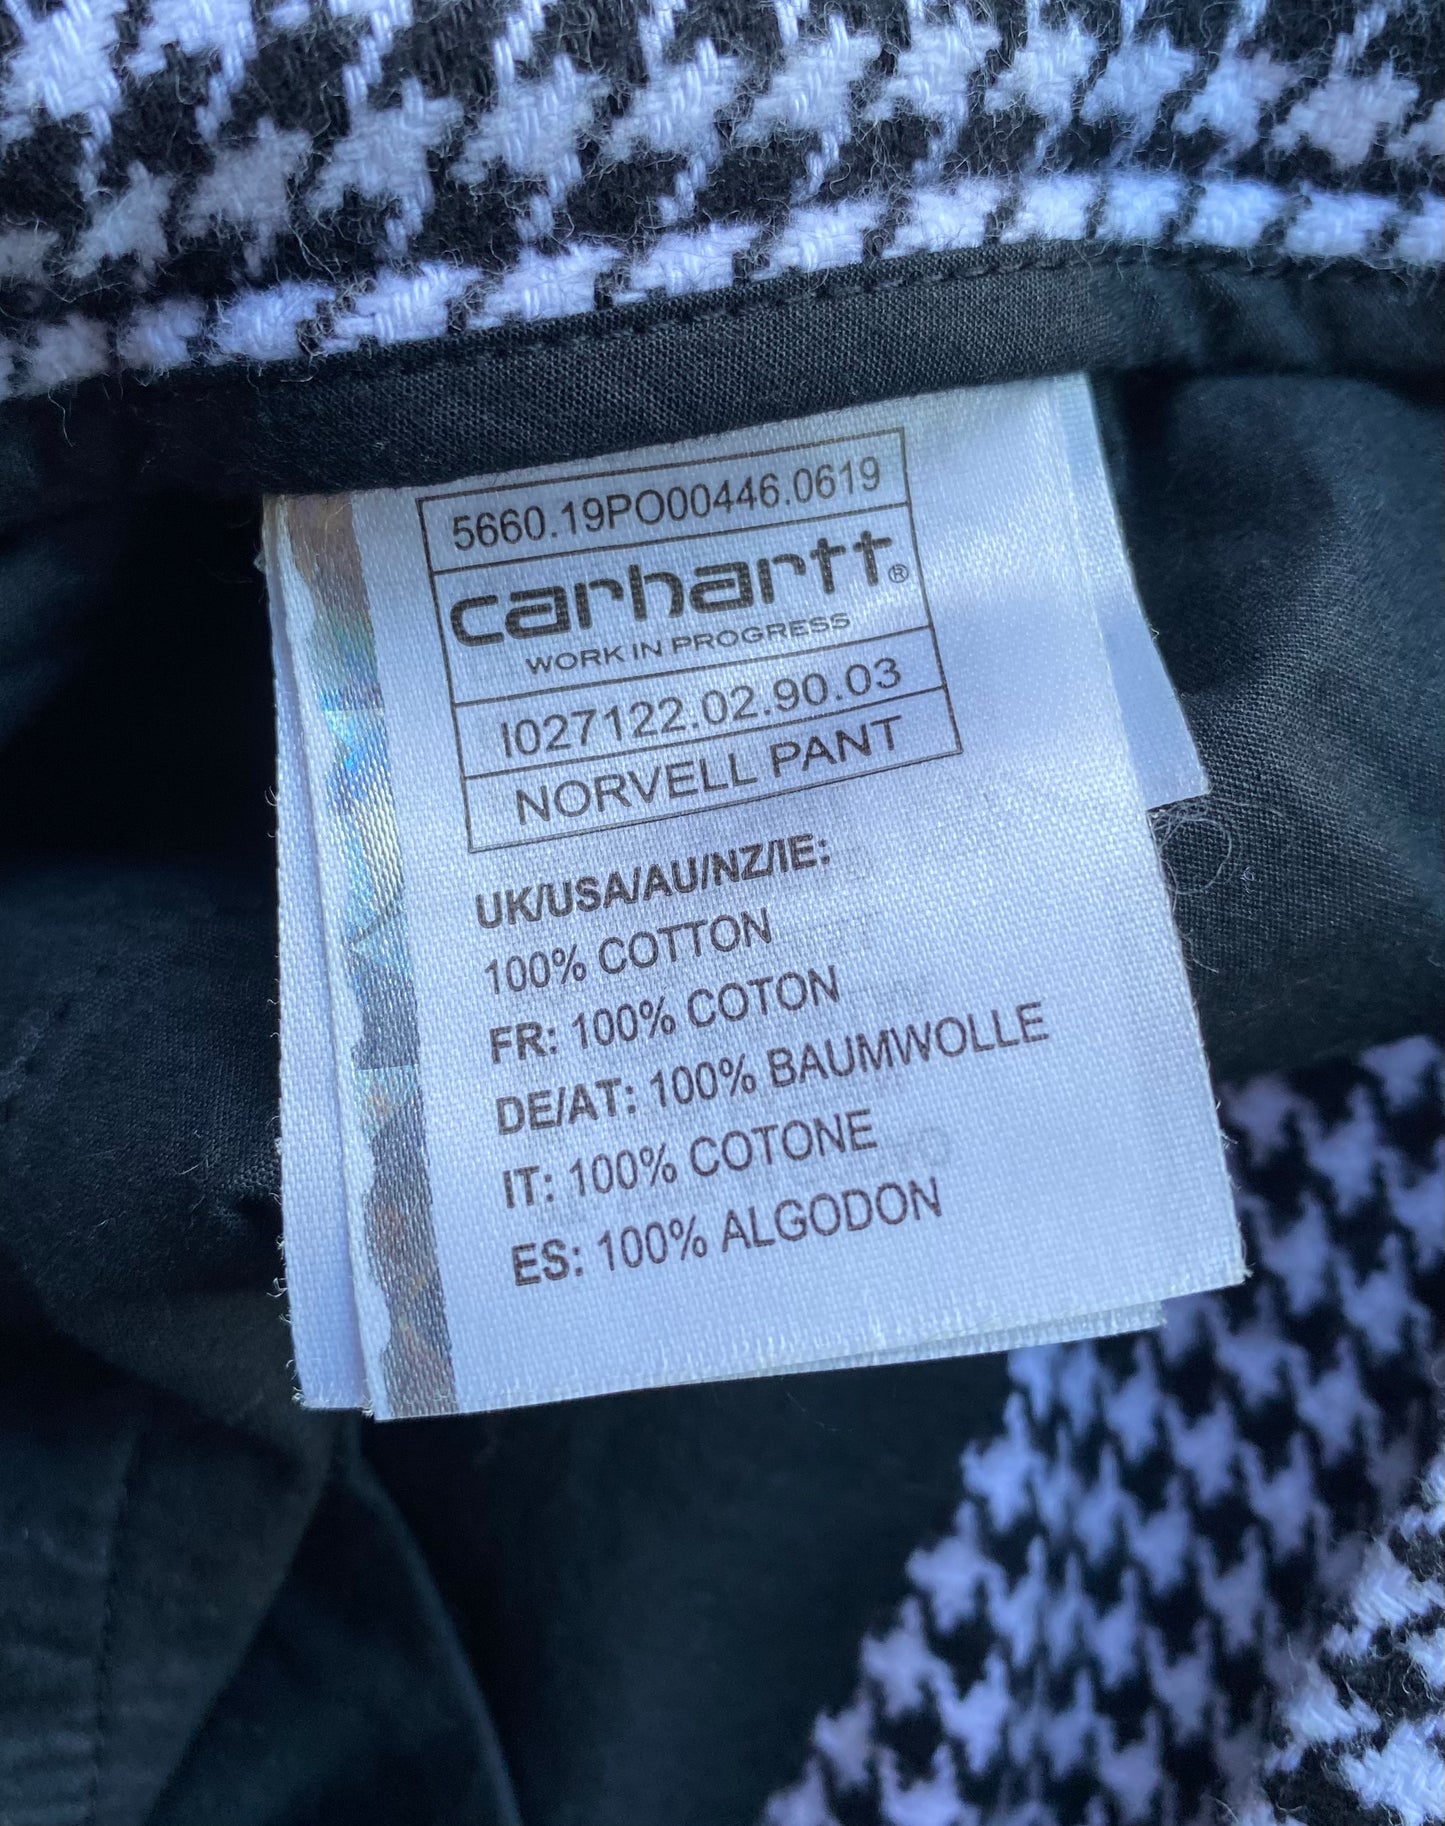 5660.19PO00446.0619
carhartt®
WORK IN PROGRESS
I027122.02.90.03
NORVELL PANT
UK/USA/AU/NZ/IE:
100% COTTON
FR: 100% COTON
DE/AT: 100% BAUMWOLLE
IT: 100% COTONE
ES: 100% ALGODON